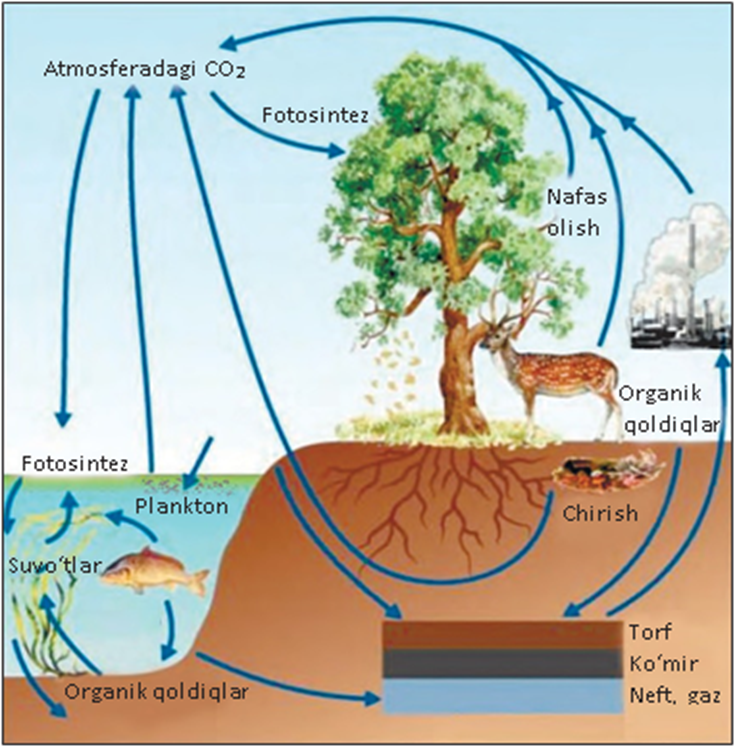 Atmosferadagi CO₂
Fotosintez
Nafas
olish
Organik
qoldiqlar
Fotosintez
Plankton
Chirish
Suvo‘tlar
Torf
Ko‘mir
Organik qoldiqlar
Neft, gaz